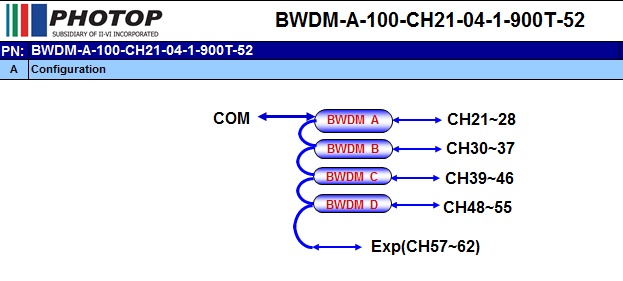 PHOTOP
SUBSIDIARY OF II-VI INCORPORATED
BWDM-A-100-CH21-04-1-900T-52
PN: BWDM-A-100-CH21-04-1-900T-52
A Configuration
COM BWDM A CH21~28
BWDM B CH30~37
BWDM C CH39~46
BWDM D CH48~55
Exp(CH57~62)